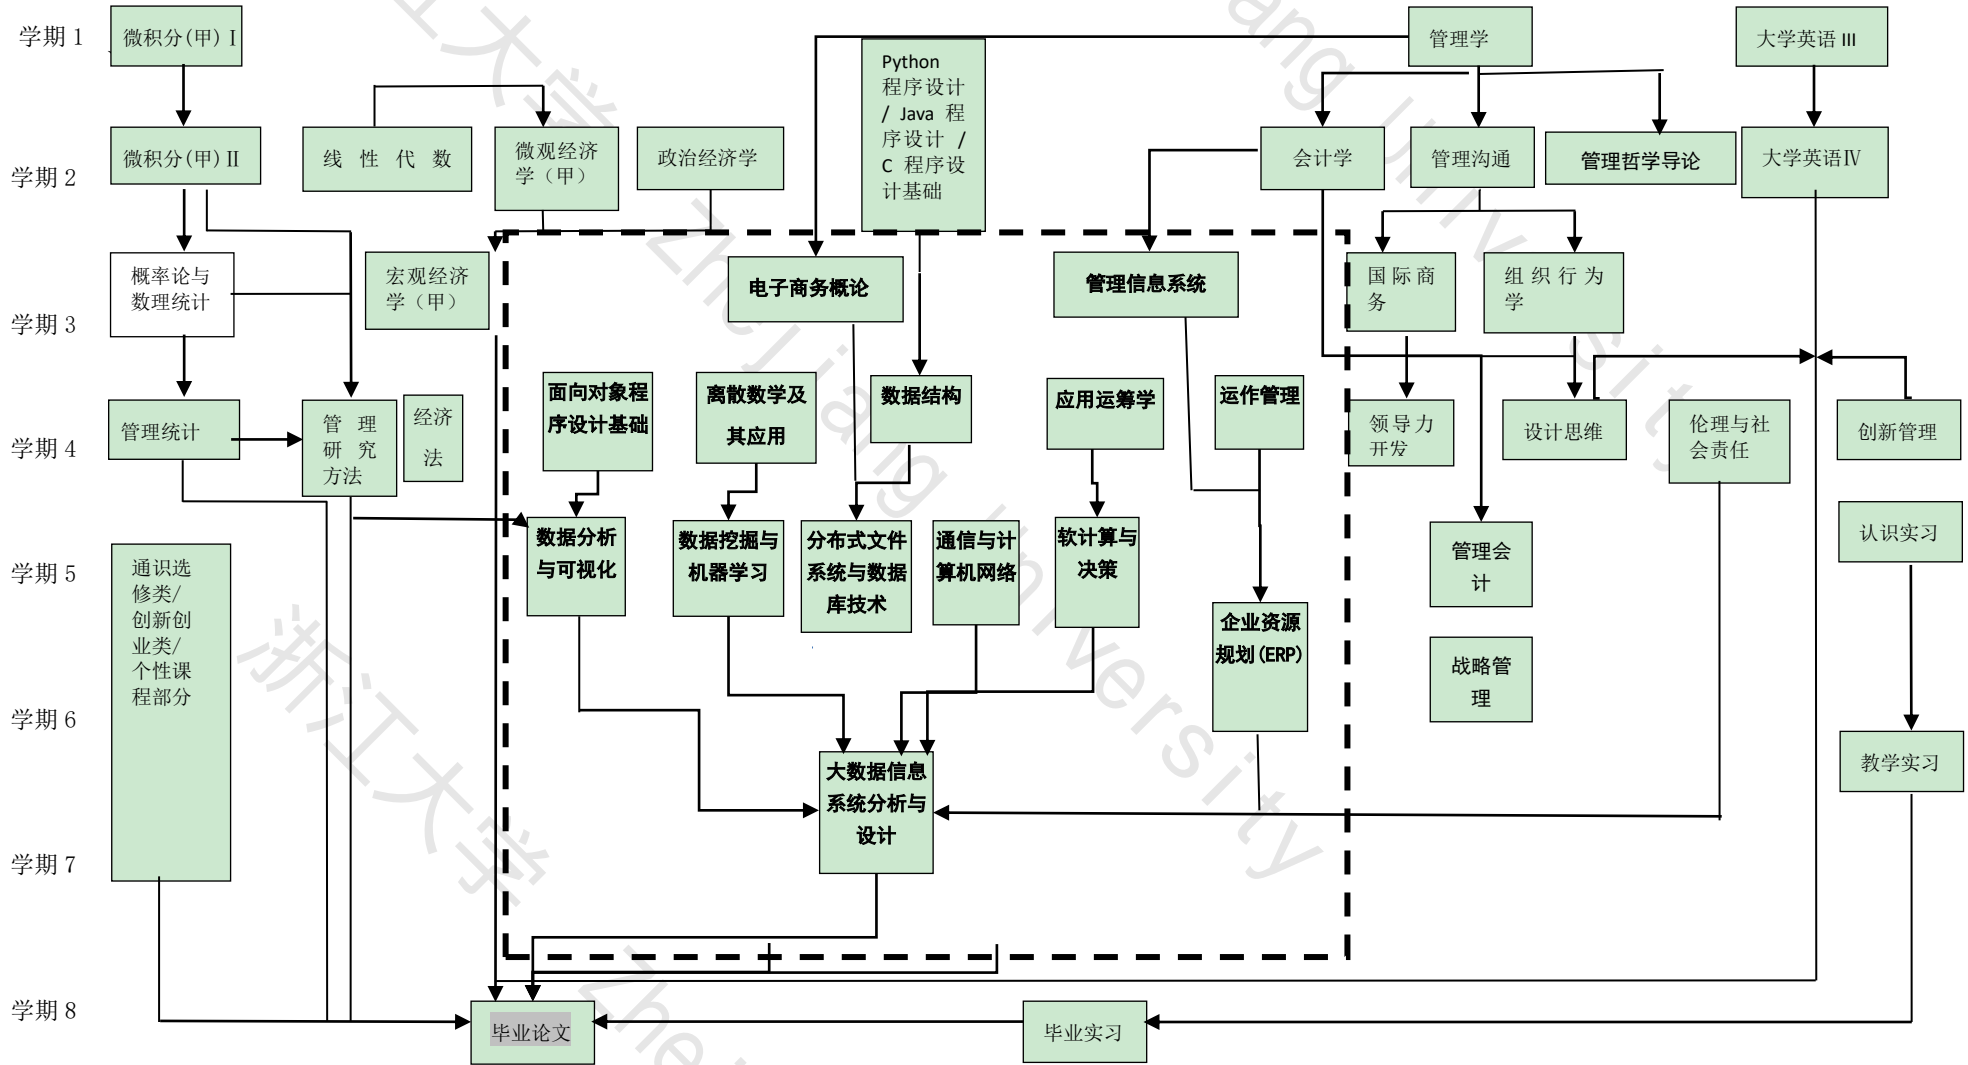 学期 1
微积分(甲) I
Python
程序设计
/ Java 程
序设计 /
C 程序设
计基础
管理学
大学英语 III
学期 2
微积分(甲) II
线 性 代 数
微观经济
学（甲）
政治经济学
会计学
管理沟通
管理哲学导论
大学英语Ⅳ
学期 3
概率论与
数理统计
宏观经济
学（甲）
电子商务概论
管理信息系统
国际商
务
组织行为
学
学期 4
管理统计
管 理
研 究
方法
经济
法
面向对象程
序设计基础
离散数学及
其应用
数据结构
应用运筹学
运作管理
领导力
开发
设计思维
伦理与社
会责任
创新管理
学期 5
通识选
修类/
创新创
业类/
个性课
程部分
数据分析
与可视化
数据挖掘与
机器学习
分布式文件
系统与数据
库技术
通信与计
算机网络
软计算与
决策
企业资源
规划(ERP)
管理会
计
认识实习
学期 6
战略管
理
大数据信息
系统分析与
设计
教学实习
学期 7
学期 8
毕业论文
毕业实习
浙江大学
Zhejiang University
浙江大学